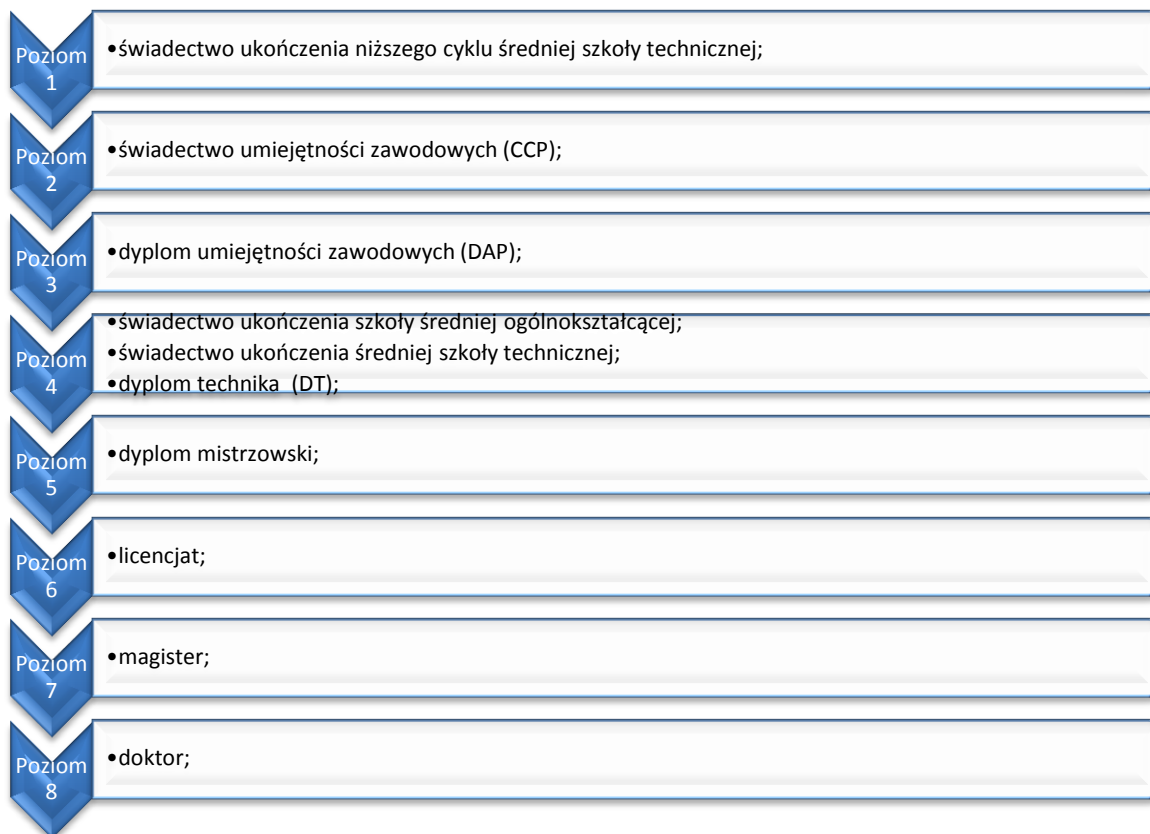 Poziom
1
•świadectwo ukończenia niższego cyklu średniej szkoły technicznej;
Poziom
2
•świadectwo umiejętności zawodowych (CCP);
Poziom
3
•dyplom umiejętności zawodowych (DAP);
Poziom
4
•świadectwo ukończenia szkoły średniej ogólnokształcącej;
•świadectwo ukończenia średniej szkoły technicznej;
•dyplom technika (DT);
Poziom
5
•dyplom mistrzowski;
Poziom
6
•licencjat;
Poziom
7
•magister;
Poziom
8
•doktor;